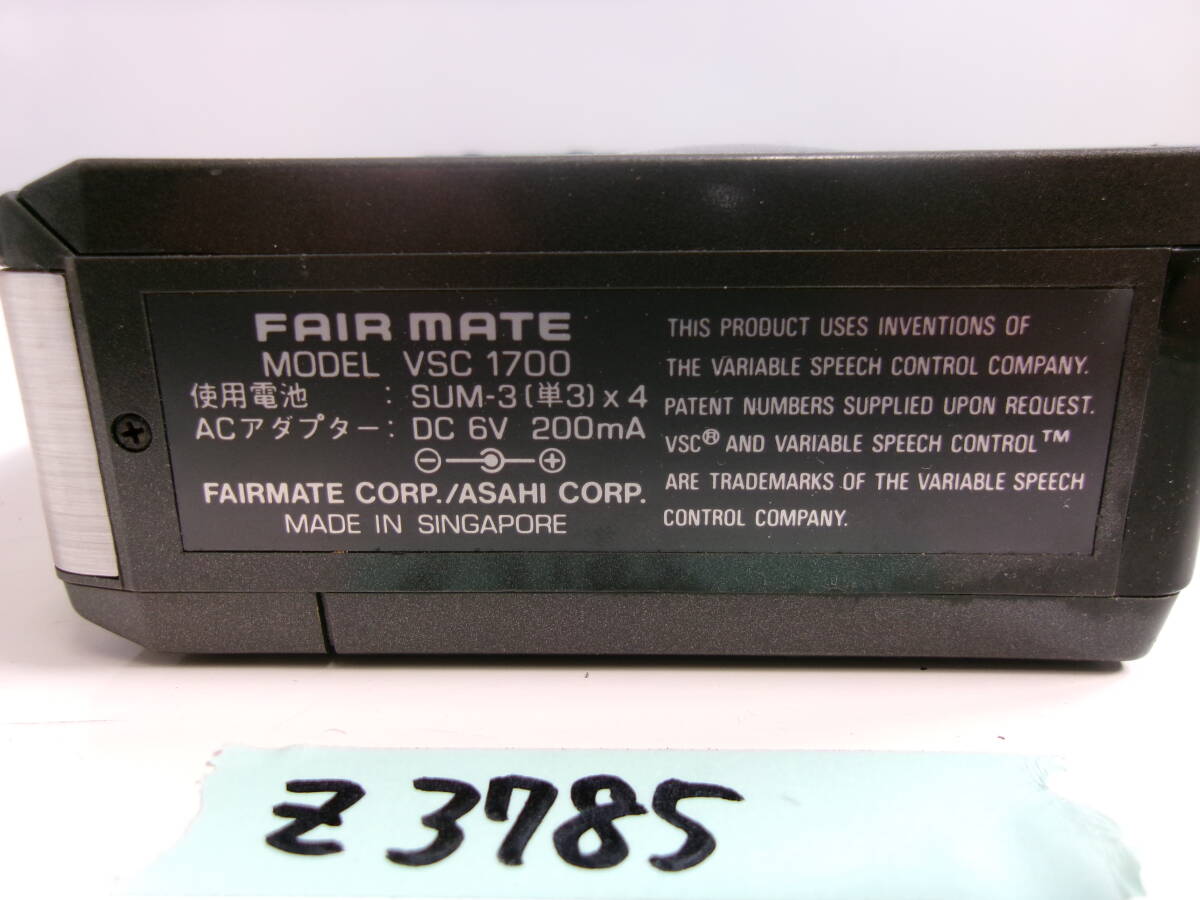 FAIR MATE
MODEL VSC 1700
使用電池 : SUM-3 (単3) x 4
ACアダプター: DC 6V 200mA
FAIRMATE CORP./ASAHI CORP.
MADE IN SINGAPORE
THIS PRODUCT USES INVENTIONS OF
THE VARIABLE SPEECH CONTROL COMPANY.
PATENT NUMBERS SUPPLIED UPON REQUEST.
VSC® AND VARIABLE SPEECH CONTROL™
ARE TRADEMARKS OF THE VARIABLE SPEECH
CONTROL COMPANY.
Z3785